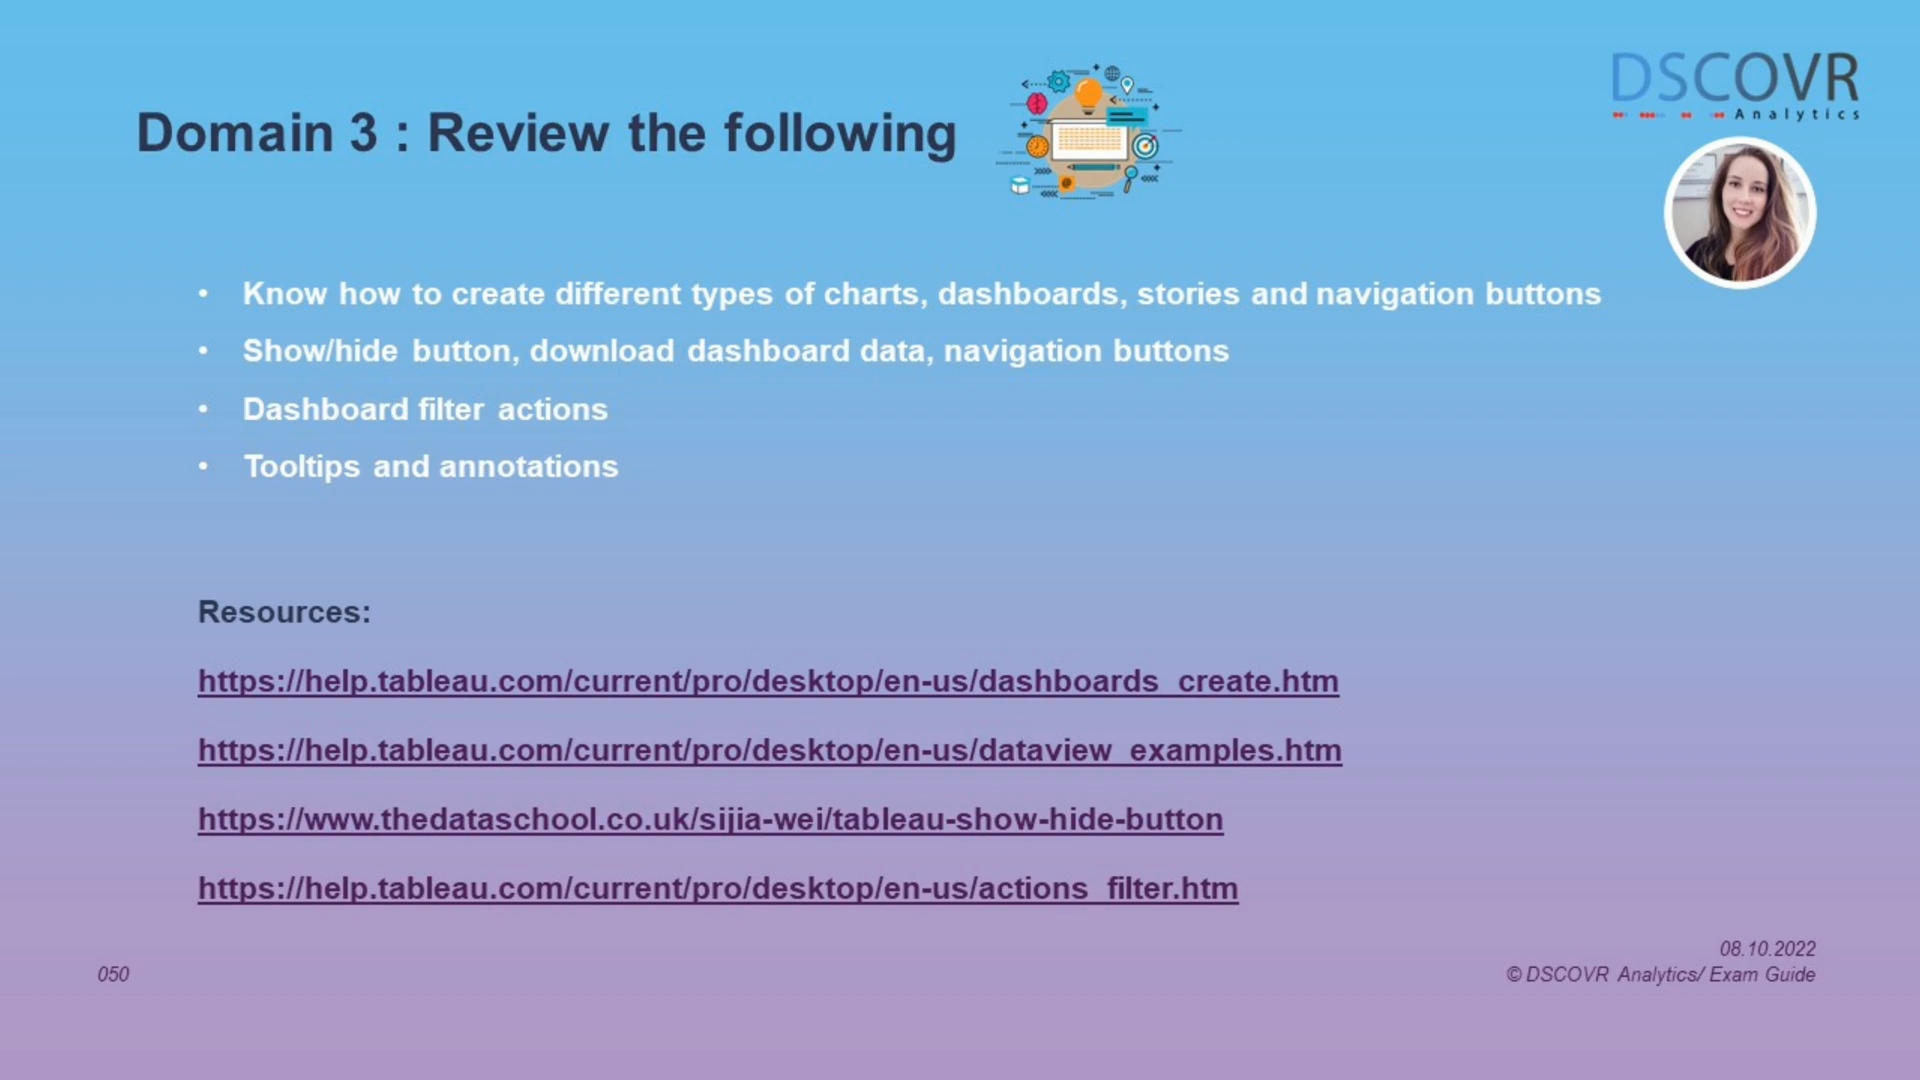 DSCOVR
Analytics
Domain 3 : Review the following
• Know how to create different types of charts, dashboards, stories and navigation buttons
• Show/hide button, download dashboard data, navigation buttons
• Dashboard filter actions
• Tooltips and annotations
Resources:
https://help.tableau.com/current/pro/desktop/en-us/dashboards_create.htm
https://help.tableau.com/current/pro/desktop/en-us/dataview_examples.htm
https://www.thedataschool.co.uk/sijia-wei/tableau-show-hide-button
https://help.tableau.com/current/pro/desktop/en-us/actions_filter.htm
08.10.2022
050
© DSCOVR Analytics/ Exam Guide